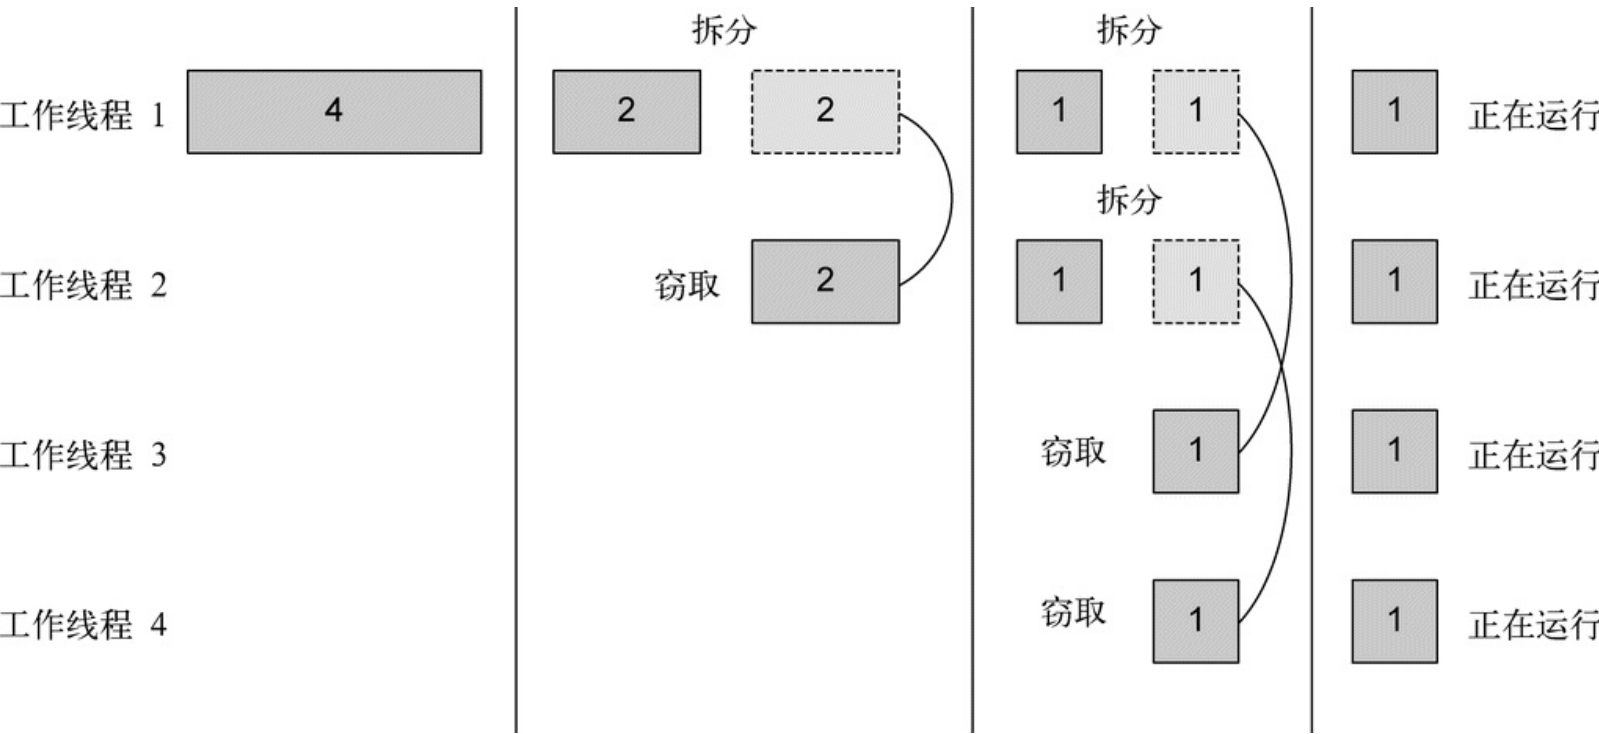 拆分 拆分
工作线程 1 4 2 2 1 1 1 正在运行
拆分
工作线程 2 窃取 2 1 1 1 正在运行
工作线程 3 窃取 1 1 正在运行
工作线程 4 窃取 1 1 正在运行